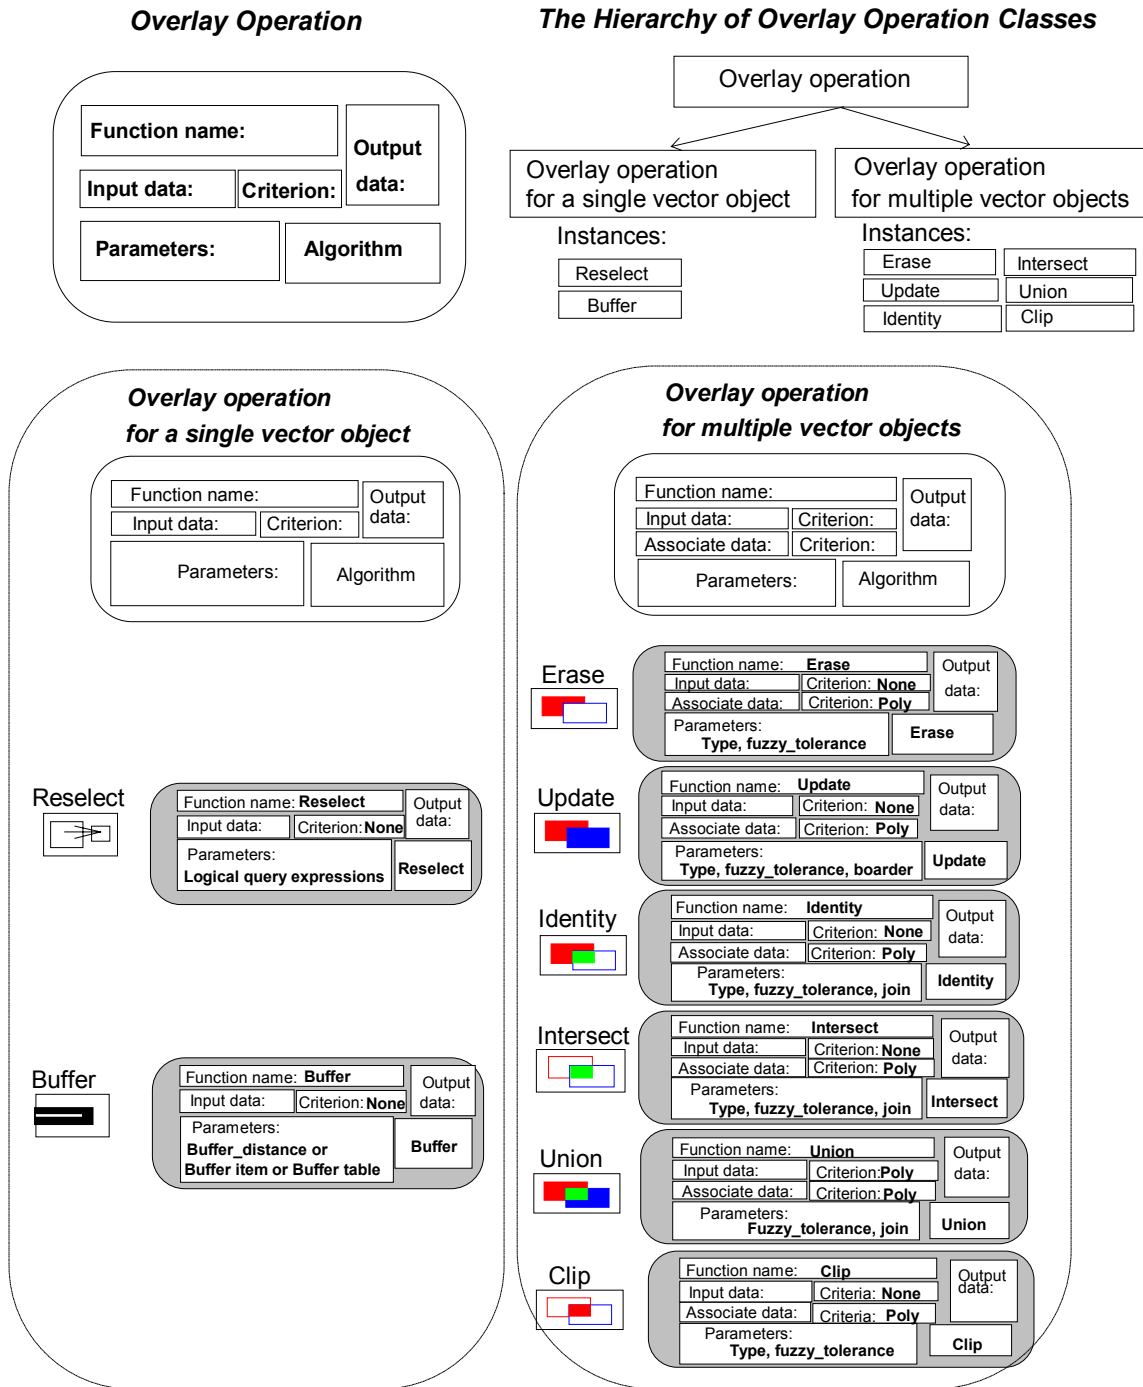 Overlay Operation
Function name:
Output
data:
Input data:
Criterion:
Parameters:
Algorithm
The Hierarchy of Overlay Operation Classes
Overlay operation
Overlay operation
for a single vector object
Instances:
Reselect
Buffer
Overlay operation
for multiple vector objects
Instances:
Erase
Intersect
Update
Union
Identity
Clip
Overlay operation
for a single vector object
Function name:
Output
data:
Input data:
Criterion:
Parameters:
Algorithm
Reselect
Function name: Reselect
Output
data:
Input data:
Criterion: None
Parameters:
Logical query expressions
Reselect
Buffer
Function name: Buffer
Output
data:
Input data:
Criterion: None
Parameters:
Buffer_distance or
Buffer item or Buffer table
Buffer
Overlay operation
for multiple vector objects
Function name:
Output
data:
Input data:
Criterion:
Associate data:
Criterion:
Parameters:
Algorithm
Erase
Function name: Erase
Output
data:
Input data:
Criterion: None
Associate data:
Criterion: Poly
Parameters:
Type, fuzzy_tolerance
Erase
Update
Function name: Update
Output
data:
Input data:
Criterion: None
Associate data:
Criterion: Poly
Parameters:
Type, fuzzy_tolerance, boarder
Update
Identity
Function name: Identity
Output
data:
Input data:
Criterion: None
Associate data:
Criterion: Poly
Parameters:
Type, fuzzy_tolerance, join
Identity
Intersect
Function name: Intersect
Output
data:
Input data:
Criterion: None
Associate data:
Criterion: Poly
Parameters:
Type, fuzzy_tolerance, join
Intersect
Union
Function name: Union
Output
data:
Input data:
Criterion:Poly
Associate data:
Criterion: Poly
Parameters:
Fuzzy_tolerance, join
Union
Clip
Function name: Clip
Output
data:
Input data:
Criteria: None
Associate data:
Criteria: Poly
Parameters:
Type, fuzzy_tolerance
Clip